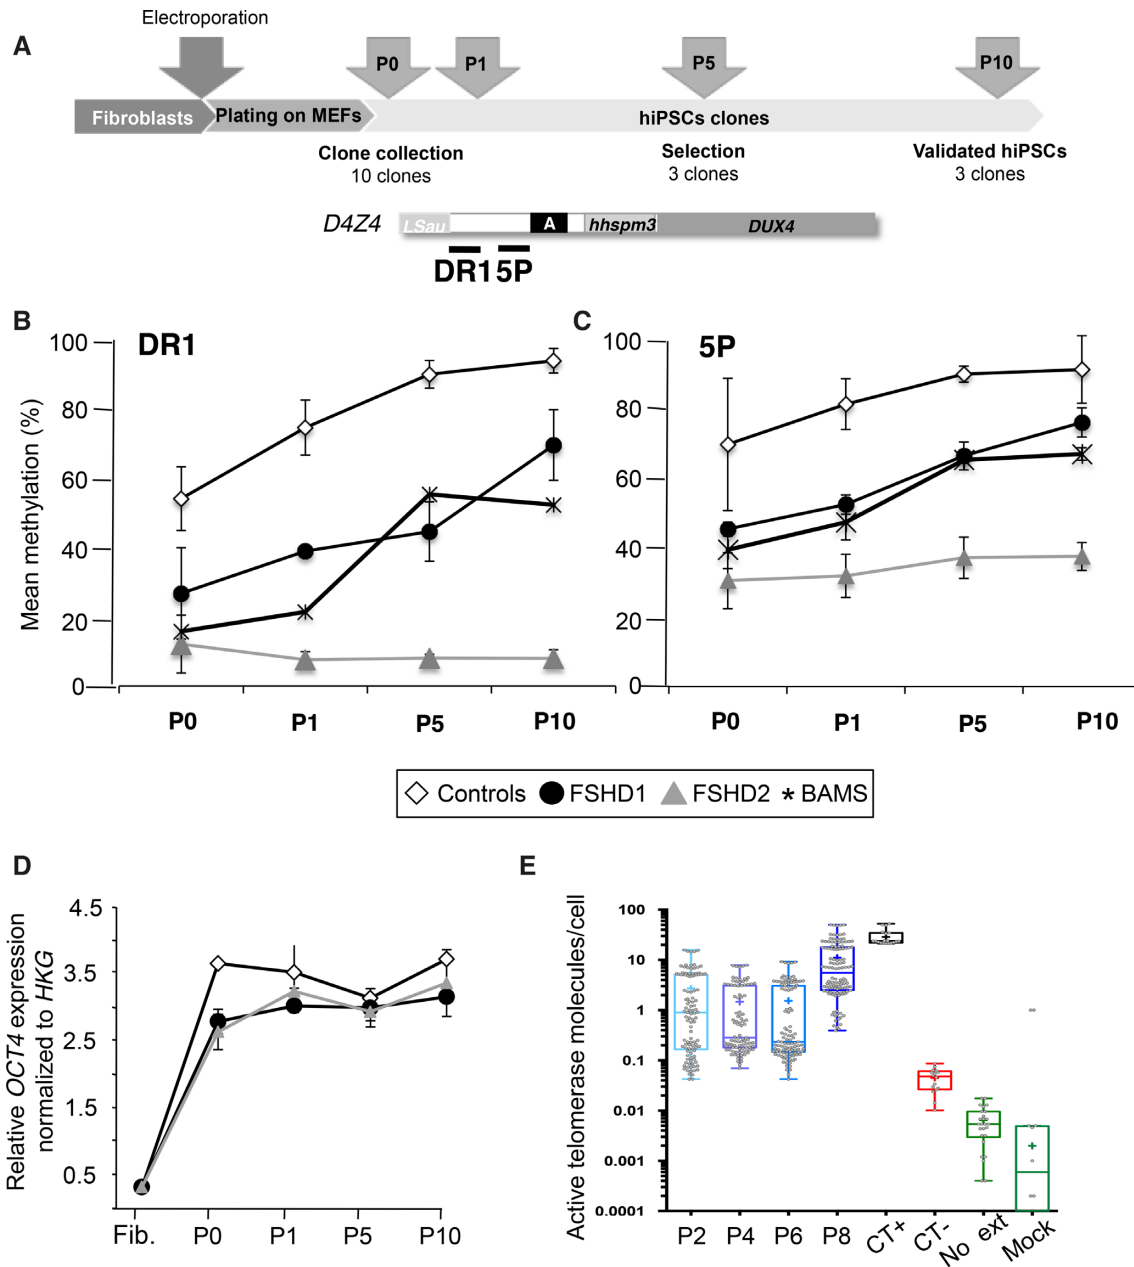 Electroporation
A
P0 P1 P5 P10
Fibroblasts Plating on MEFs hiPSCs clones
Clone collection Selection Validated hiPSCs
10 clones 3 clones 3 clones
D4Z4 LSau A hhspm3 DUX4
DR1 5P
B
DR1
Mean methylation (%)
100
80
60
40
20
0
P0 P1 P5 P10
C
5P
100
80
60
40
20
0
P0 P1 P5 P10
Controls FSHD1 FSHD2 * BAMS
D
Relative OCT4 expression
normalized to HKG
4.5
3.5
2.5
1.5
0.5
Fib. P0 P1 P5 P10
E
Active telomerase molecules/cell
100
10
1
0.1
0.01
0.001
0.0001
P2 P4 P6 P8 CT+ CT- No ext Mock